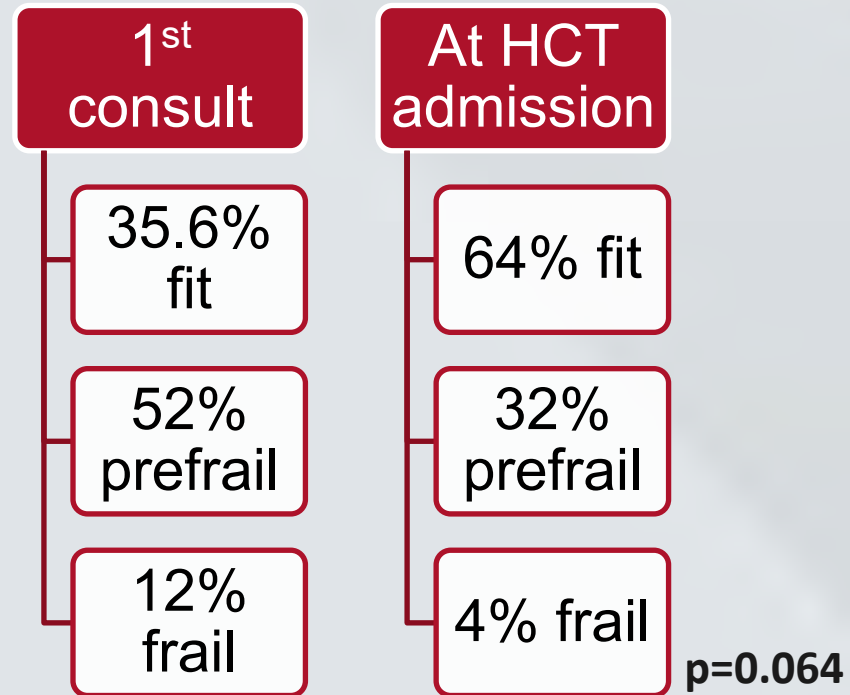 1st
consult
35.6%
fit
52%
prefrail
12%
frail
At HCT
admission
64% fit
32%
prefrail
4% frail
p=0.064